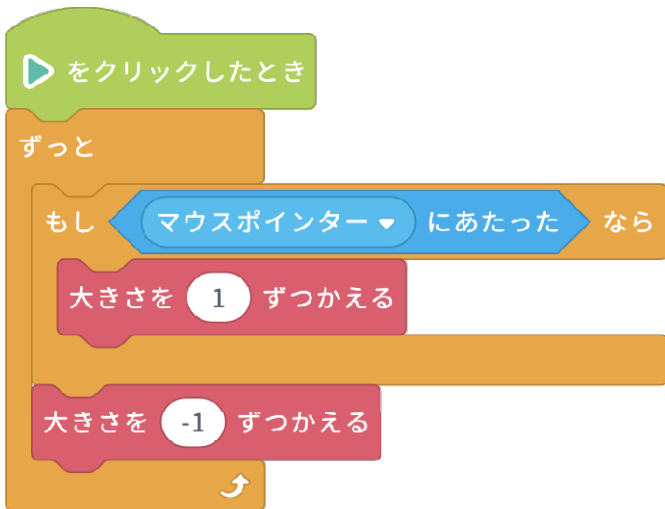 をクリックしたとき
ずっと
もし マウスポインター にあたった なら
大きさを 1 ずつかえる
大きさを -1 ずつかえる